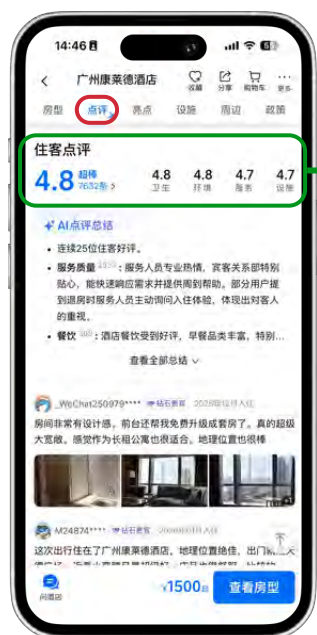 14:46
广州康莱德酒店
收藏 分享 购物车 更多
房型 点评 亮点 设施 周边 政策
住客点评
4.8 超棒 4.8 4.8 4.7 4.7
7632条 > 卫生 环境 服务 设施
AI点评总结
• 连续25位住客好评。
• 服务质量：服务人员专业热情，宾客关系部特别
贴心，能快速响应需求并提供周到帮助。部分用户提
到退房时服务人员主动询问入住体验，体现出对客人
的重视。
• 餐饮：酒店餐饮受到好评，早餐品类丰富，特别...
查看全部总结
_WeChat250979**** 钻石贵宾
房间非常有设计感，前台还帮我免费升级成套房了。真的超级
大宽敞，感觉作为长租公寓也很适合。地理位置也很棒
M24874****
这次出行住在了广州康莱德酒店，地理位置绝佳，出门
问酒店 ¥1500起 查看房型